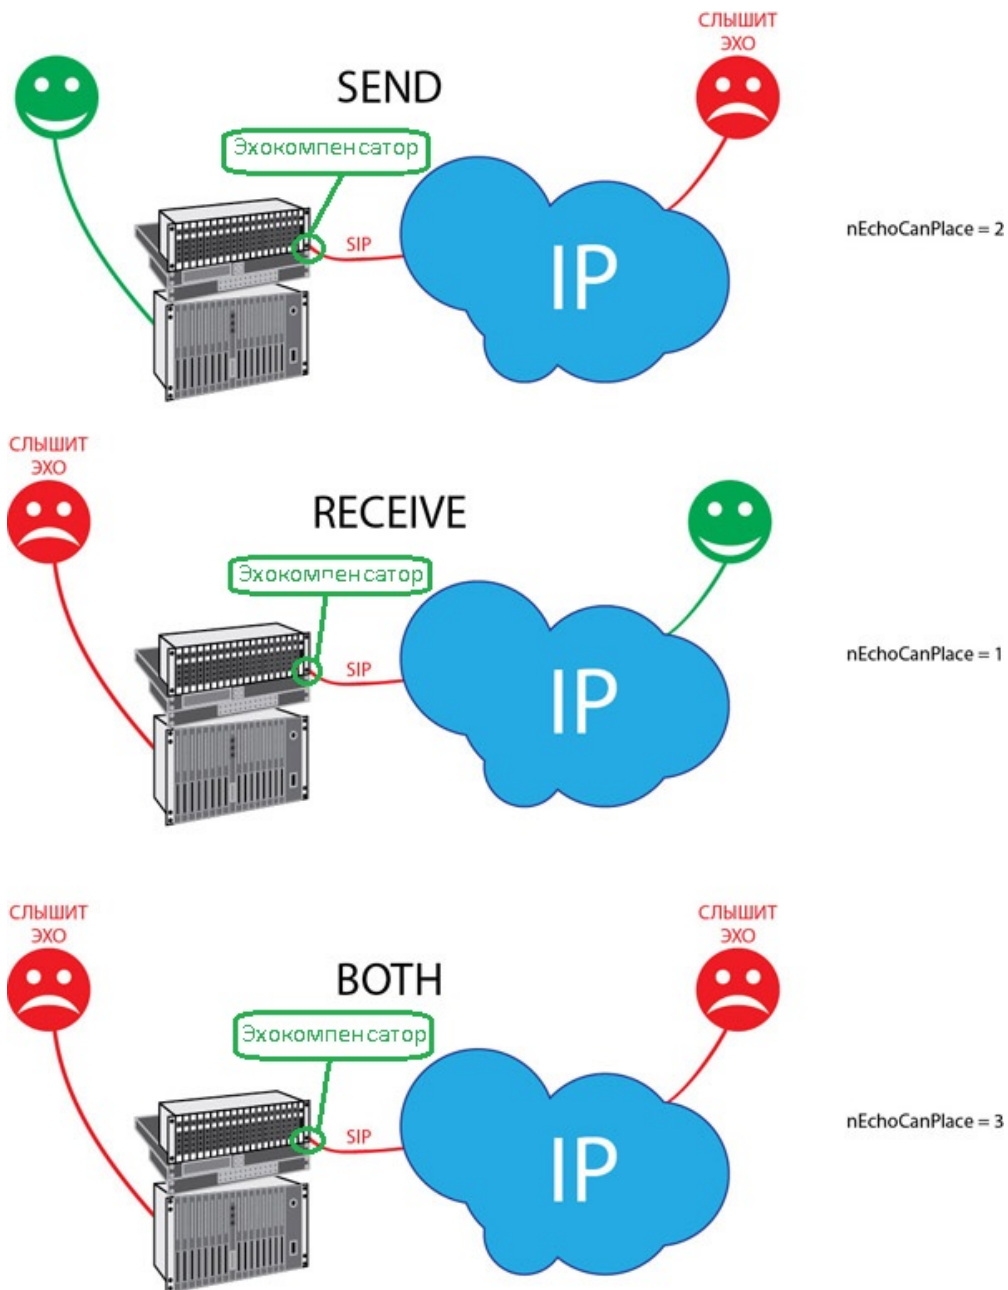 СЛЫШИТ
ЭХО
SEND
Эхокомпенсатор
SIP
IP
nEchoCanPlace = 2
СЛЫШИТ
ЭХО
RECEIVE
Эхокомпенсатор
SIP
IP
nEchoCanPlace = 1
СЛЫШИТ
ЭХО
СЛЫШИТ
ЭХО
BOTH
Эхокомпенсатор
SIP
IP
nEchoCanPlace = 3